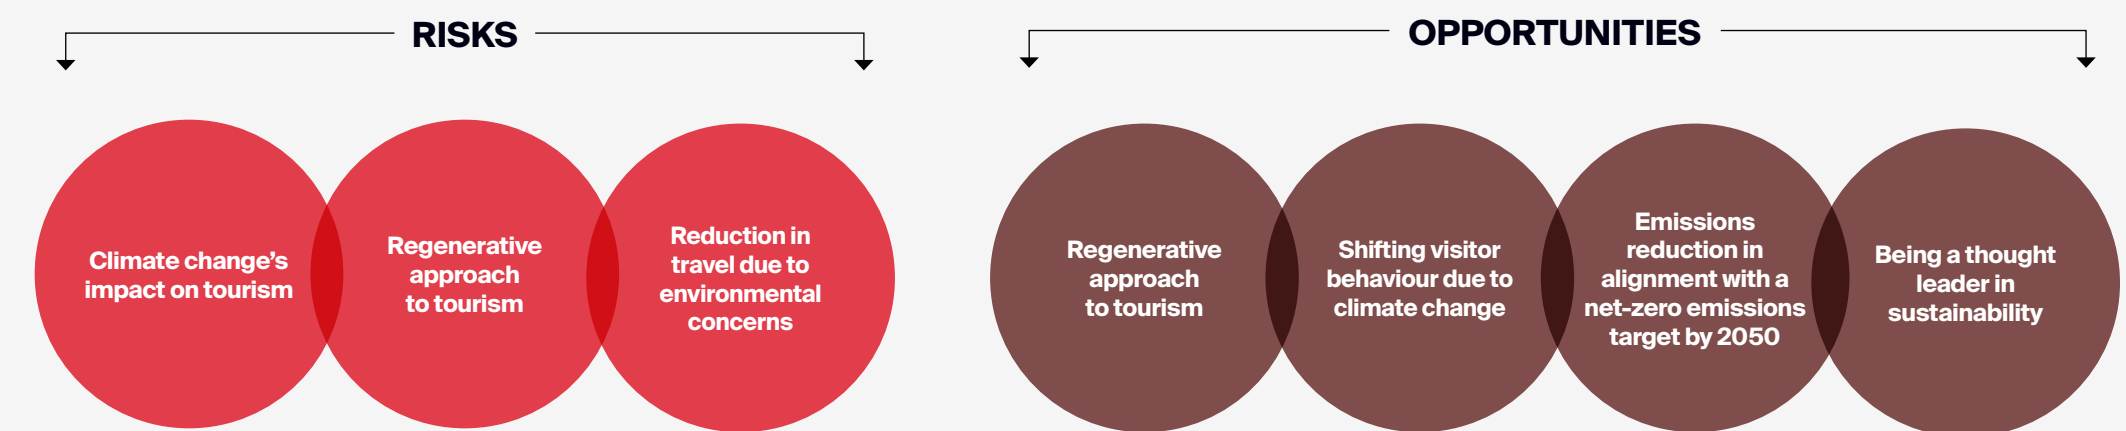 RISKS
Climate change's
impact on tourism
Regenerative
approach
to tourism
Reduction in
travel due to
environmental
concerns
OPPORTUNITIES
Regenerative
approach
to tourism
Shifting visitor
behaviour due to
climate change
Emissions
reduction in
alignment with a
net-zero emissions
target by 2050
Being a thought
leader in
sustainability